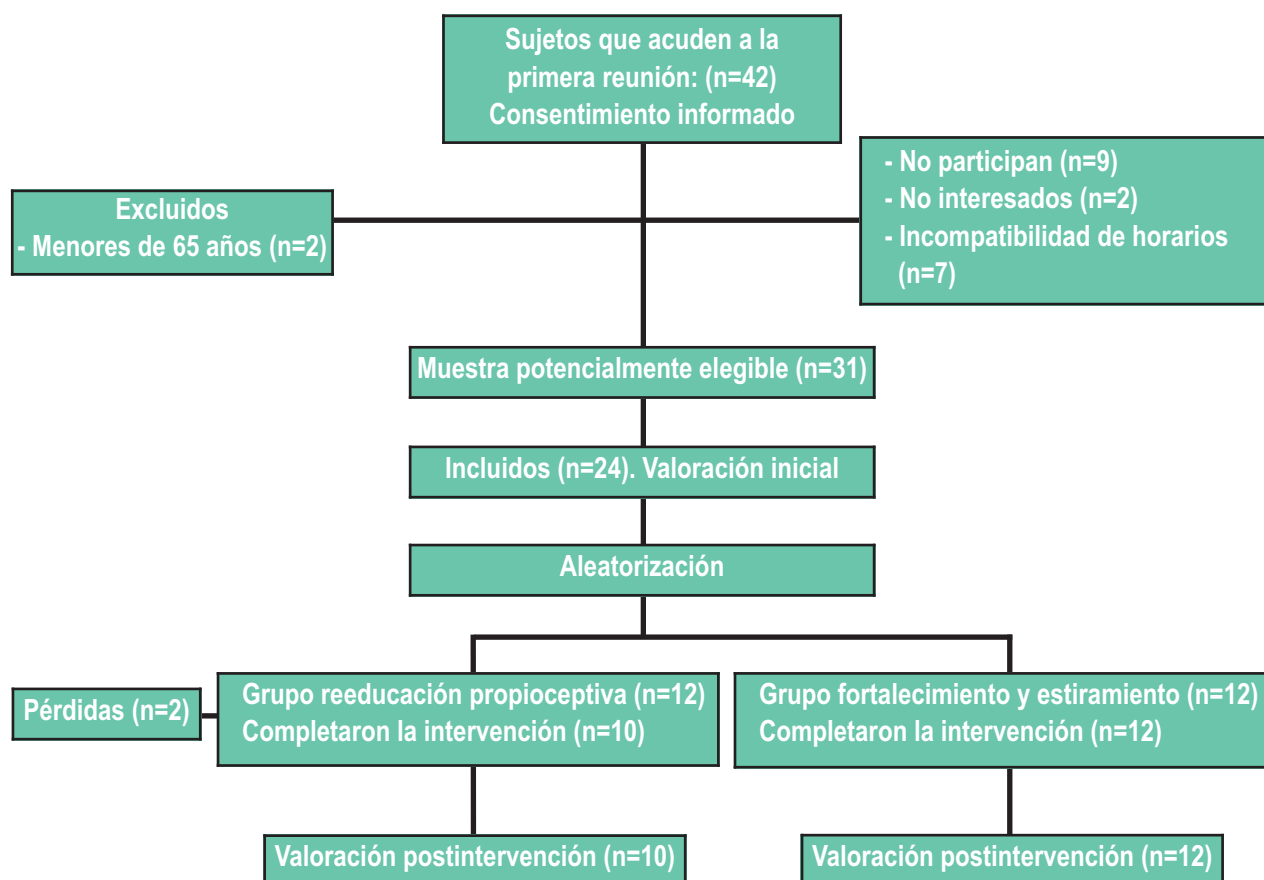 Sujetos que acuden a la
primera reunión: (n=42)
Consentimiento informado
Excluidos
- Menores de 65 años (n=2)
- No participan (n=9)
- No interesados (n=2)
- Incompatibilidad de horarios
(n=7)
Muestra potencialmente elegible (n=31)
Incluidos (n=24). Valoración inicial
Aleatorización
Pérdidas (n=2)
Grupo reeducación propioceptiva (n=12)
Completaron la intervención (n=10)
Grupo fortalecimiento y estiramiento (n=12)
Completaron la intervención (n=12)
Valoración postintervención (n=10)
Valoración postintervención (n=12)